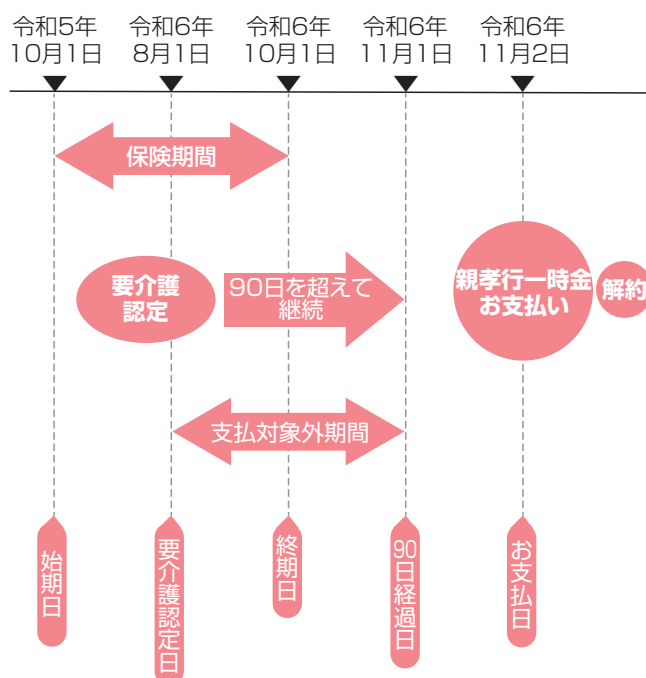 令和5年
10月1日
令和6年
8月1日
令和6年
10月1日
令和6年
11月1日
令和6年
11月2日
保険期間
要介護
認定
90日を超えて
継続
親孝行一時金
お支払い
解約
支払対象外期間
始期日
要介護認定日
終期日
90日経過日
お支払日